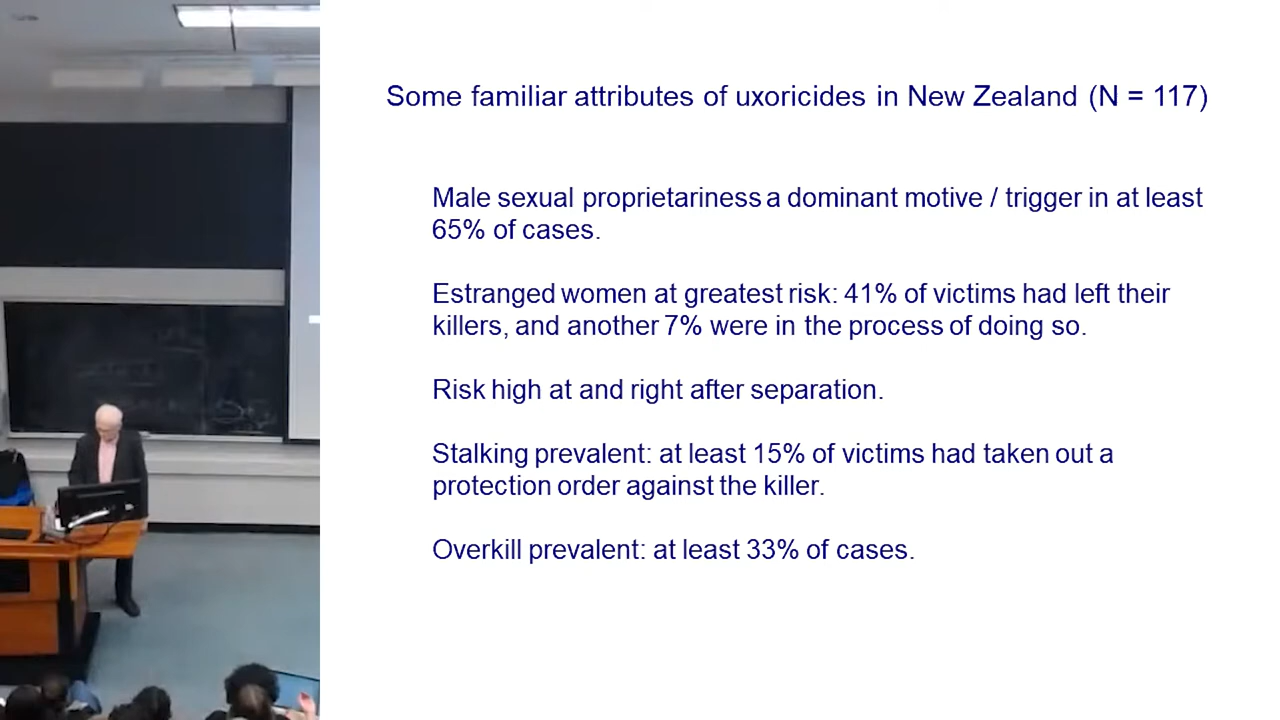 Some familiar attributes of uxoricides in New Zealand (N = 117)
Male sexual proprietariness a dominant motive / trigger in at least
65% of cases.
Estranged women at greatest risk: 41% of victims had left their
killers, and another 7% were in the process of doing so.
Risk high at and right after separation.
Stalking prevalent: at least 15% of victims had taken out a
protection order against the killer.
Overkill prevalent: at least 33% of cases.